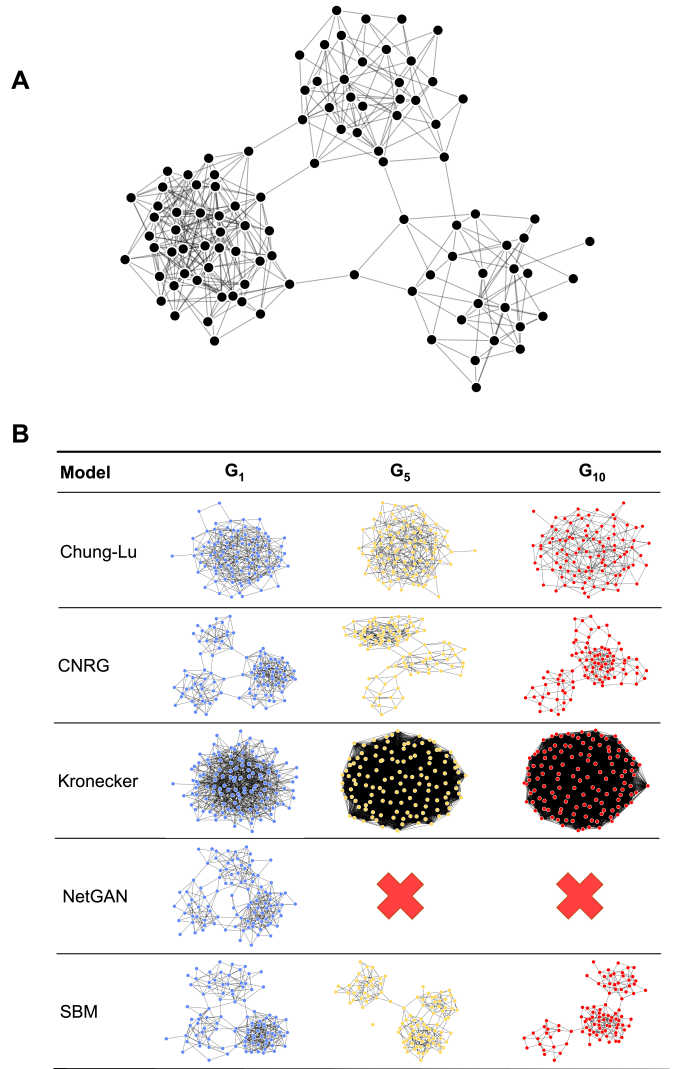 A
B
Model G₁ G₅ G₁₀
Chung-Lu
CNRG
Kronecker
NetGAN
SBM